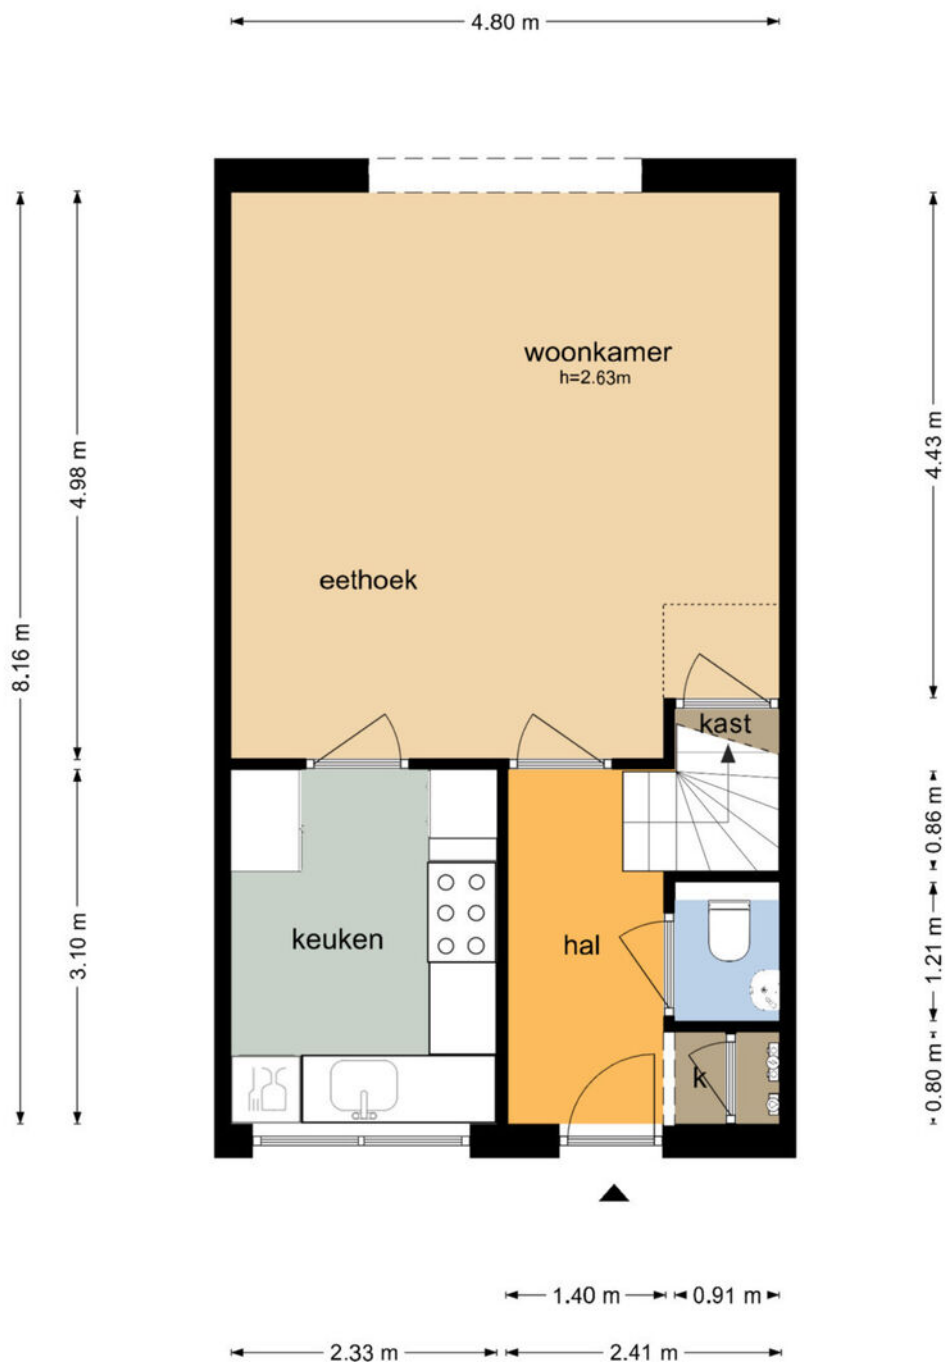 4.80 m
woonkamer
h=2.63m
4.43 m
4.98 m
eethoek
8.16 m
kast
0.86 m
keuken
hal
3.10 m
1.21 m
k
0.80 m
1.40 m
0.91 m
2.33 m
2.41 m